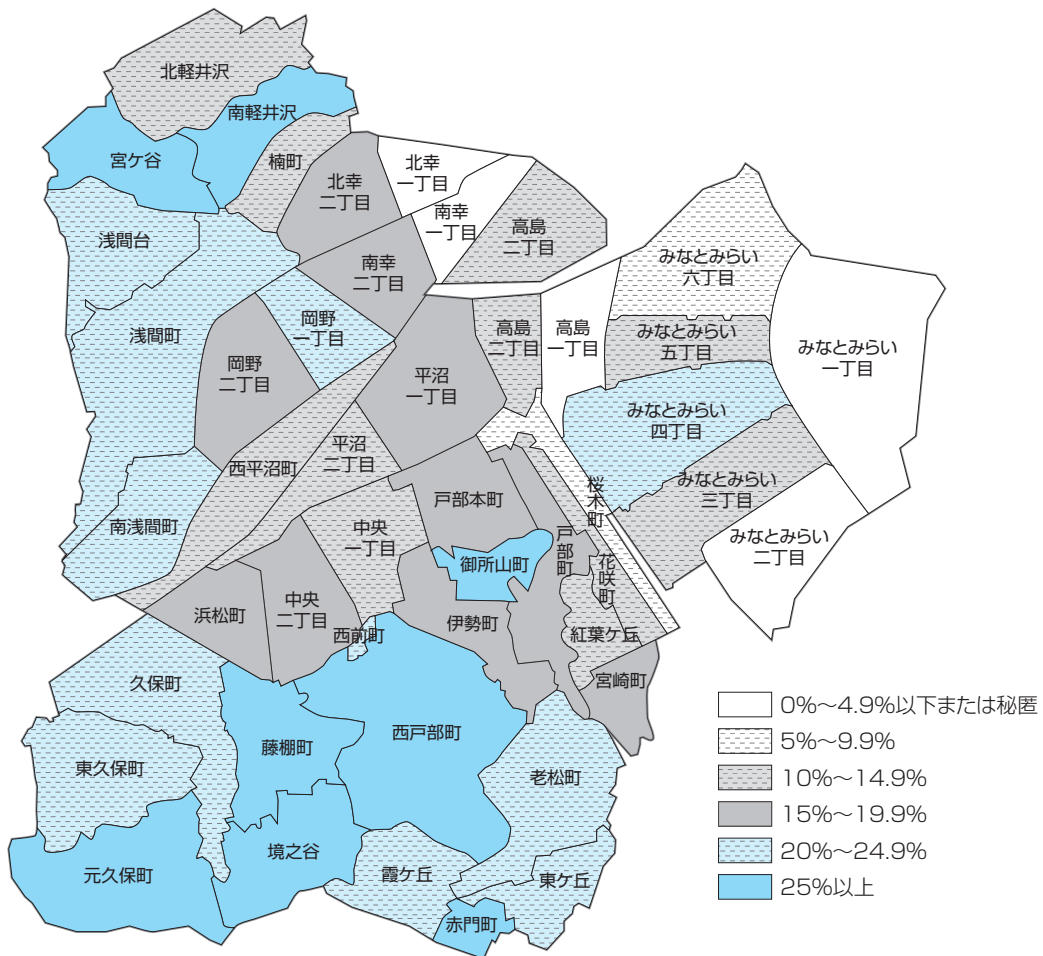 北軽井沢
南軽井沢
宮ケ谷
楠町
北幸
一丁目
北幸
二丁目
南幸
一丁目
高島
二丁目
浅間台
南幸
二丁目
みなとみらい
六丁目
浅間町
岡野
一丁目
高島
二丁目
高島
一丁目
みなとみらい
五丁目
みなとみらい
一丁目
岡野
二丁目
平沼
一丁目
みなとみらい
四丁目
西平沼町
平沼
二丁目
みなとみらい
三丁目
桜木町
南浅間町
戸部本町
中央
一丁目
みなとみらい
二丁目
戸部町
御所山町
花咲町
浜松町
中央
二丁目
西前町
伊勢町
紅葉ケ丘
宮崎町
久保町
西戸部町
藤棚町
東久保町
老松町
境之谷
元久保町
霞ケ丘
東ケ丘
赤門町
0%~4.9%以下または秘匿
5%~9.9%
10%~14.9%
15%~19.9%
20%~24.9%
25%以上